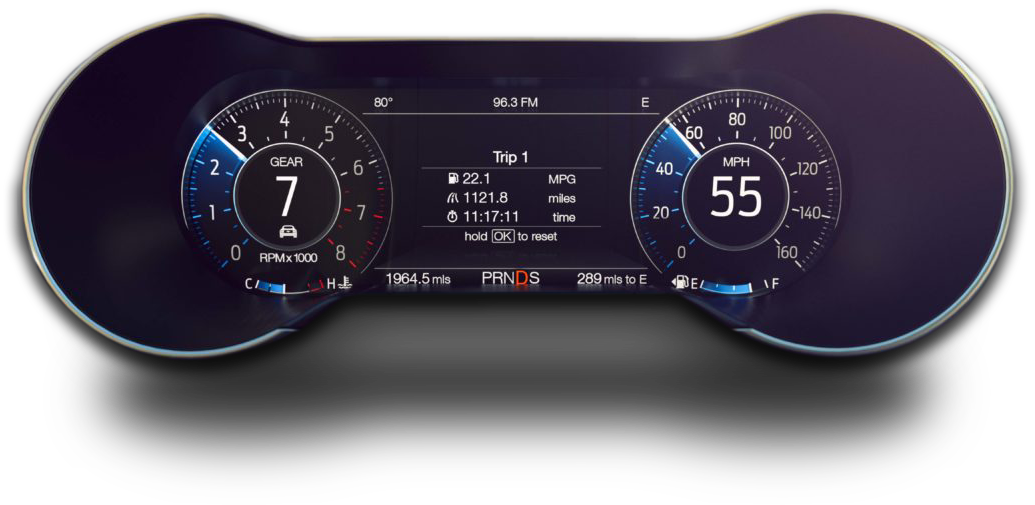 80° 96.3 FM E
0 1 2 3 4 5 6 7 8
GEAR
7
RPMx1000
C H
Trip 1
22.1 MPG
1121.8 miles
11:17:11 time
hold OK to reset
1964.5 mls PRNDS 289 mls to E
0 20 40 60 80 100 120 140 160
MPH
55
E F